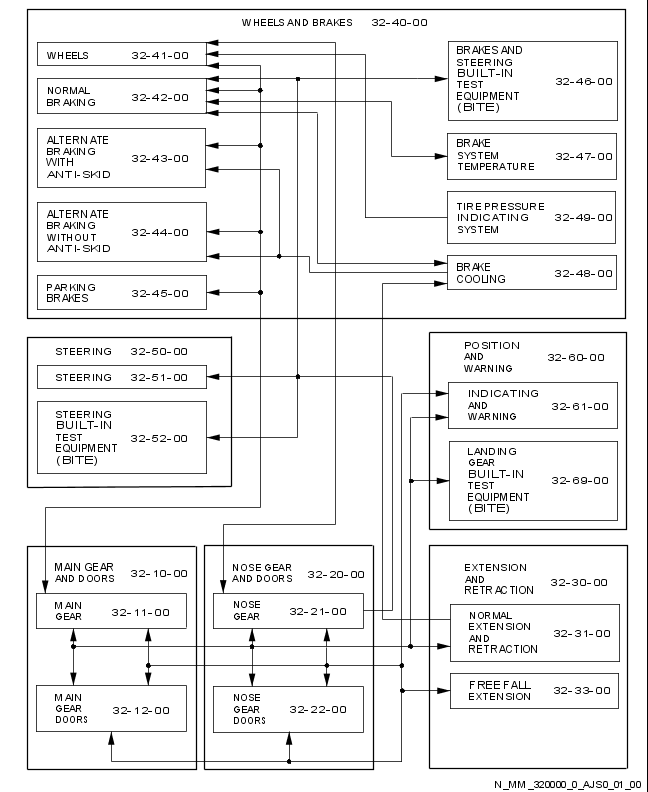 WHEELS AND BRAKES 32-40-00
WHEELS 32-41-00
NORMAL
BRAKING 32-42-00
ALTERNATE
BRAKING
WITH
ANTI-SKID 32-43-00
ALTERNATE
BRAKING
WITHOUT
ANTI-SKID 32-44-00
PARKING
BRAKES 32-45-00
BRAKES AND
STEERING
BUILT-IN
TEST
EQUIPMENT
(BITE) 32-46-00
BRAKE
SYSTEM
TEMPERATURE 32-47-00
TIRE PRESSURE
INDICATING
SYSTEM 32-49-00
BRAKE
COOLING 32-48-00
STEERING 32-50-00
STEERING 32-51-00
STEERING
BUILT-IN
TEST
EQUIPMENT
(BITE) 32-52-00
POSITION
AND
WARNING 32-60-00
INDICATING
AND
WARNING 32-61-00
LANDING
GEAR
BUILT-IN
TEST
EQUIPMENT
(BITE) 32-69-00
MAIN GEAR
AND DOORS 32-10-00
MAIN
GEAR 32-11-00
MAIN
GEAR
DOORS 32-12-00
NOSE GEAR
AND DOORS 32-20-00
NOSE
GEAR 32-21-00
NOSE
GEAR
DOORS 32-22-00
EXTENSION
AND
RETRACTION 32-30-00
NORMAL
EXTENSION
AND
RETRACTION 32-31-00
FREE FALL
EXTENSION 32-33-00
N_MM_320000_0_AJS0_01_00